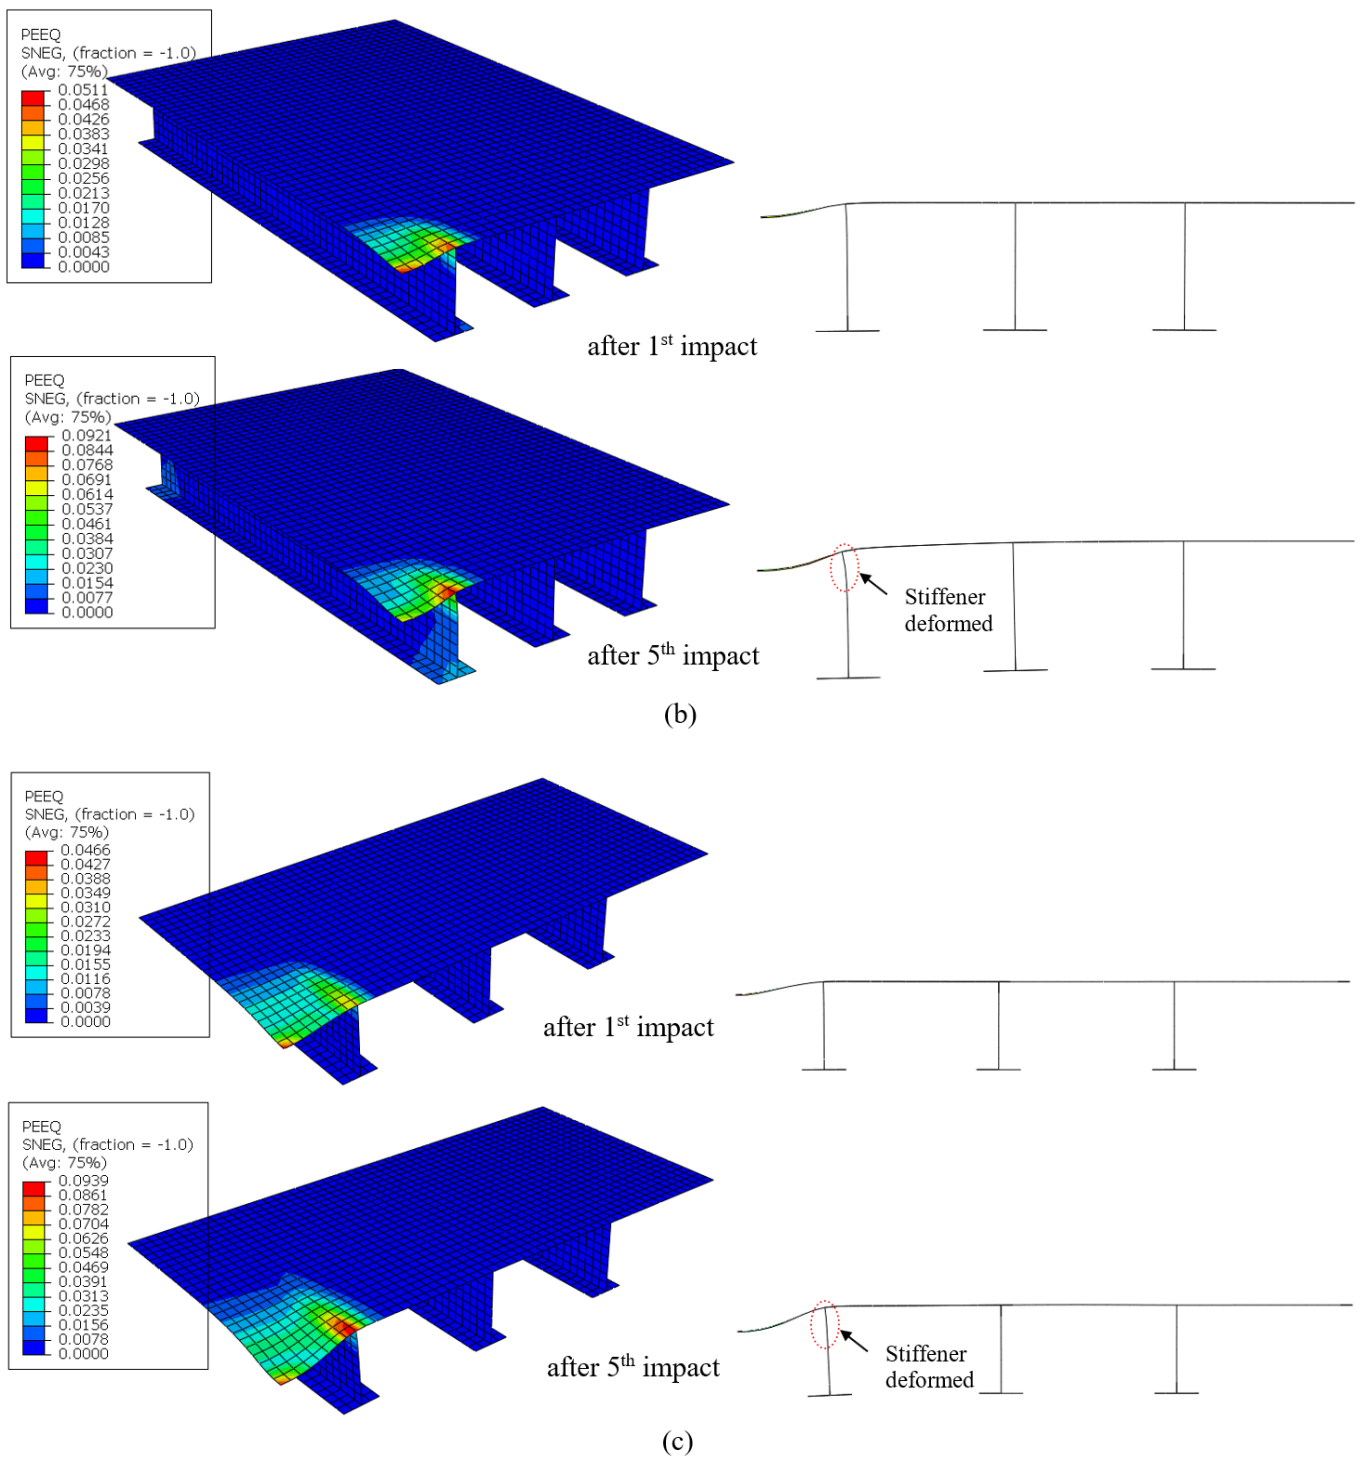 PEEQ
SNEG, (fraction = -1.0)
(Avg: 75%)
0.0511
0.0468
0.0426
0.0383
0.0341
0.0298
0.0256
0.0213
0.0170
0.0128
0.0085
0.0043
0.0000
after 1st impact
PEEQ
SNEG, (fraction = -1.0)
(Avg: 75%)
0.0921
0.0844
0.0768
0.0691
0.0614
0.0537
0.0461
0.0384
0.0307
0.0230
0.0154
0.0077
0.0000
after 5th impact
Stiffener
deformed
(b)
PEEQ
SNEG, (fraction = -1.0)
(Avg: 75%)
0.0466
0.0427
0.0388
0.0349
0.0310
0.0272
0.0233
0.0194
0.0155
0.0116
0.0078
0.0039
0.0000
after 1st impact
PEEQ
SNEG, (fraction = -1.0)
(Avg: 75%)
0.0939
0.0861
0.0782
0.0704
0.0626
0.0548
0.0469
0.0391
0.0313
0.0235
0.0156
0.0078
0.0000
after 5th impact
Stiffener
deformed
(c)